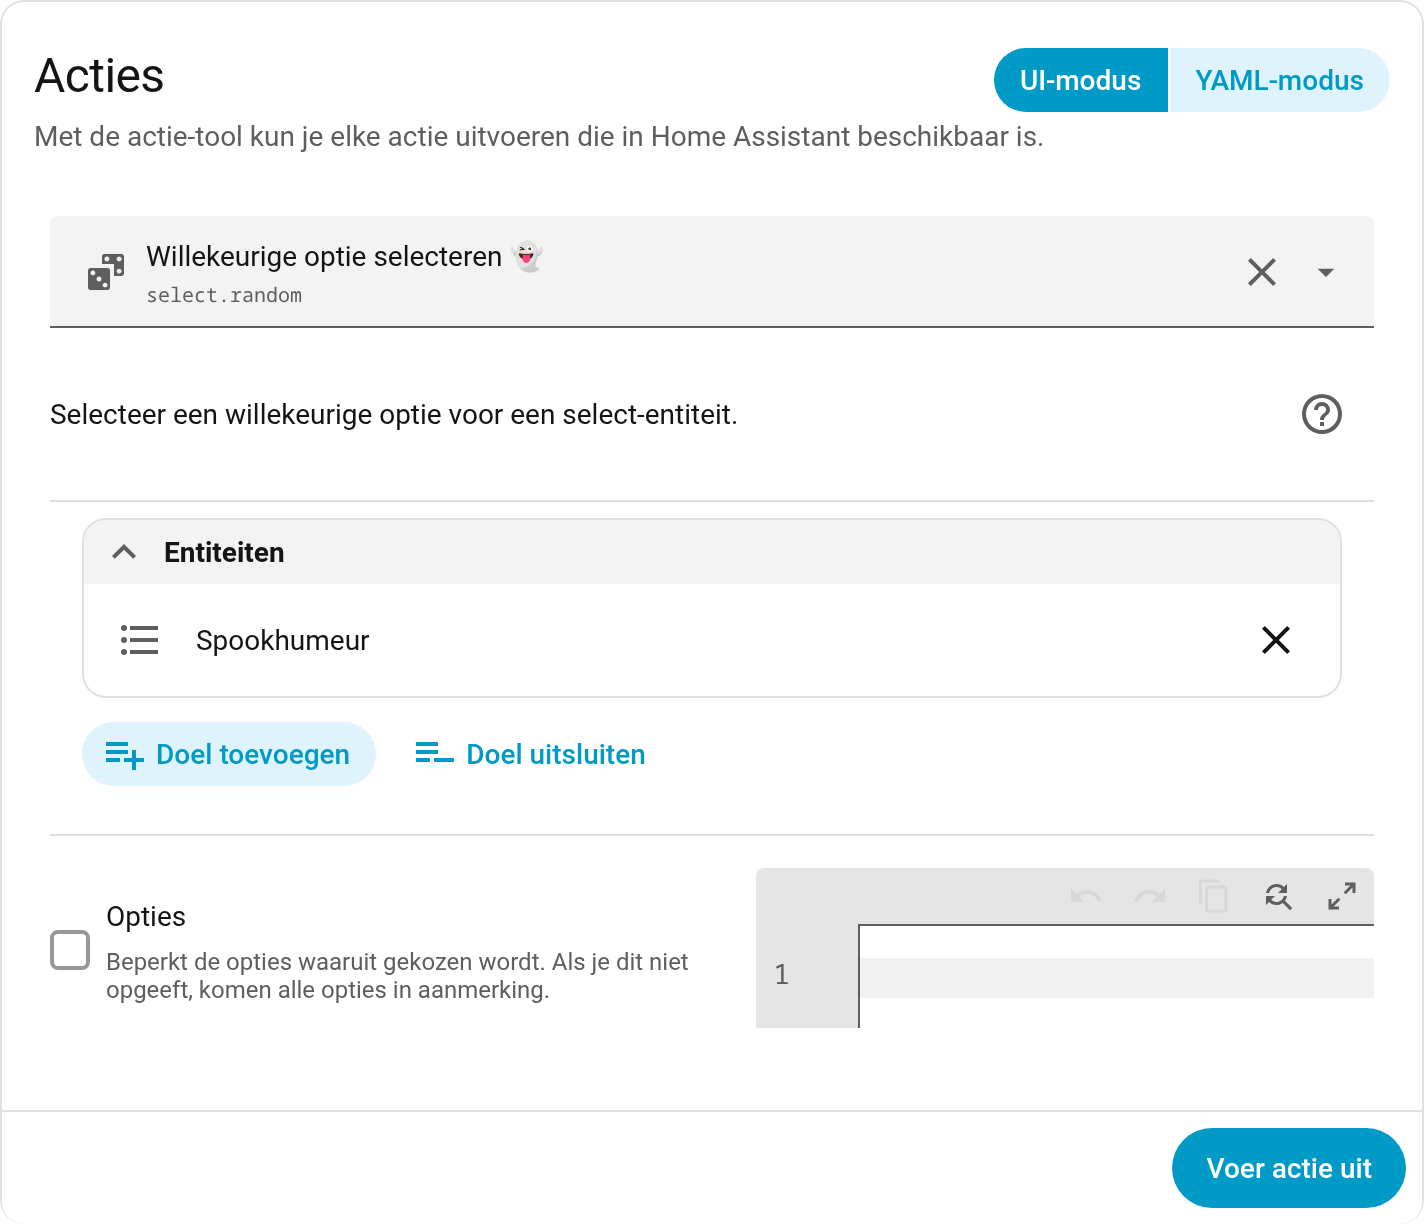 Acties
UI-modus
YAML-modus
Met de actie-tool kun je elke actie uitvoeren die in Home Assistant beschikbaar is.
Willekeurige optie selecteren 👻
select.random
Selecteer een willekeurige optie voor een select-entiteit.
Entiteiten
Spookhumeur
Doel toevoegen
Doel uitsluiten
Opties
Beperkt de opties waaruit gekozen wordt. Als je dit niet
opgeeft, komen alle opties in aanmerking.
1
Voer actie uit